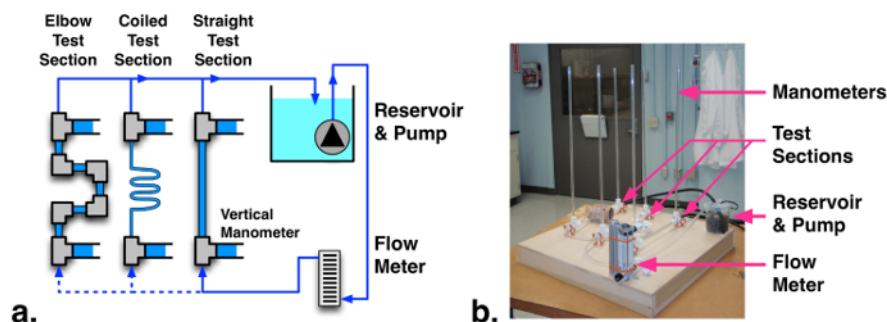 Elbow
Test
Section
Coiled
Test
Section
Straight
Test
Section
Reservoir
& Pump
Vertical
Manometer
Flow
Meter
a.
Manometers
Test
Sections
Reservoir
& Pump
Flow
Meter
b.